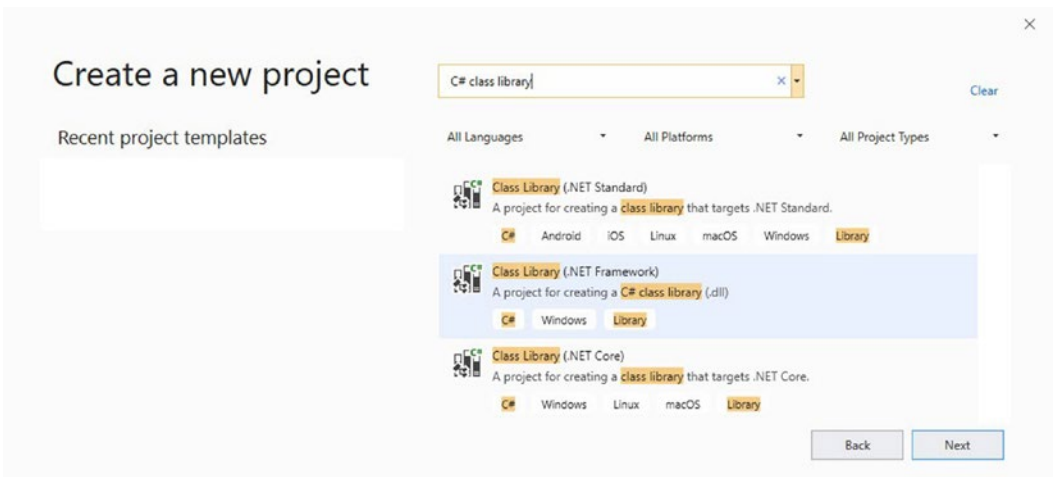 Create a new project
C# class library
Clear
Recent project templates
All Languages All Platforms All Project Types
Class Library (.NET Standard)
A project for creating a class library that targets .NET Standard.
C# Android iOS Linux macOS Windows Library
Class Library (.NET Framework)
A project for creating a C# class library (.dll)
C# Windows Library
Class Library (.NET Core)
A project for creating a class library that targets .NET Core.
C# Windows Linux macOS Library
Back Next